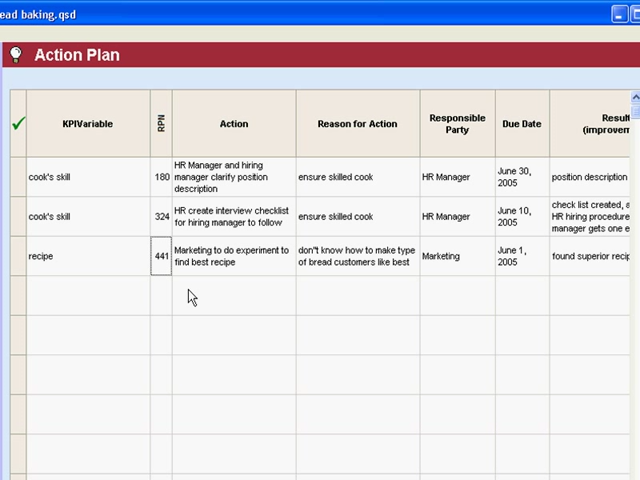 ead baking.qsd
Action Plan
KPIVariable
RPN
Action
Reason for Action
Responsible
Party
Due Date
Result
(improvem
cook's skill
180
HR Manager and hiring
manager clarify position
description
ensure skilled cook
HR Manager
June 30,
2005
position description
cook's skill
324
HR create interview checklist
for hiring manager to follow
ensure skilled cook
HR Manager
June 10,
2005
check list created, a
HR hiring procedure
manager gets one e
recipe
441
Marketing to do experiment to
find best recipe
don"t know how to make type
of bread customers like best
Marketing
June 1,
2005
found superior recip